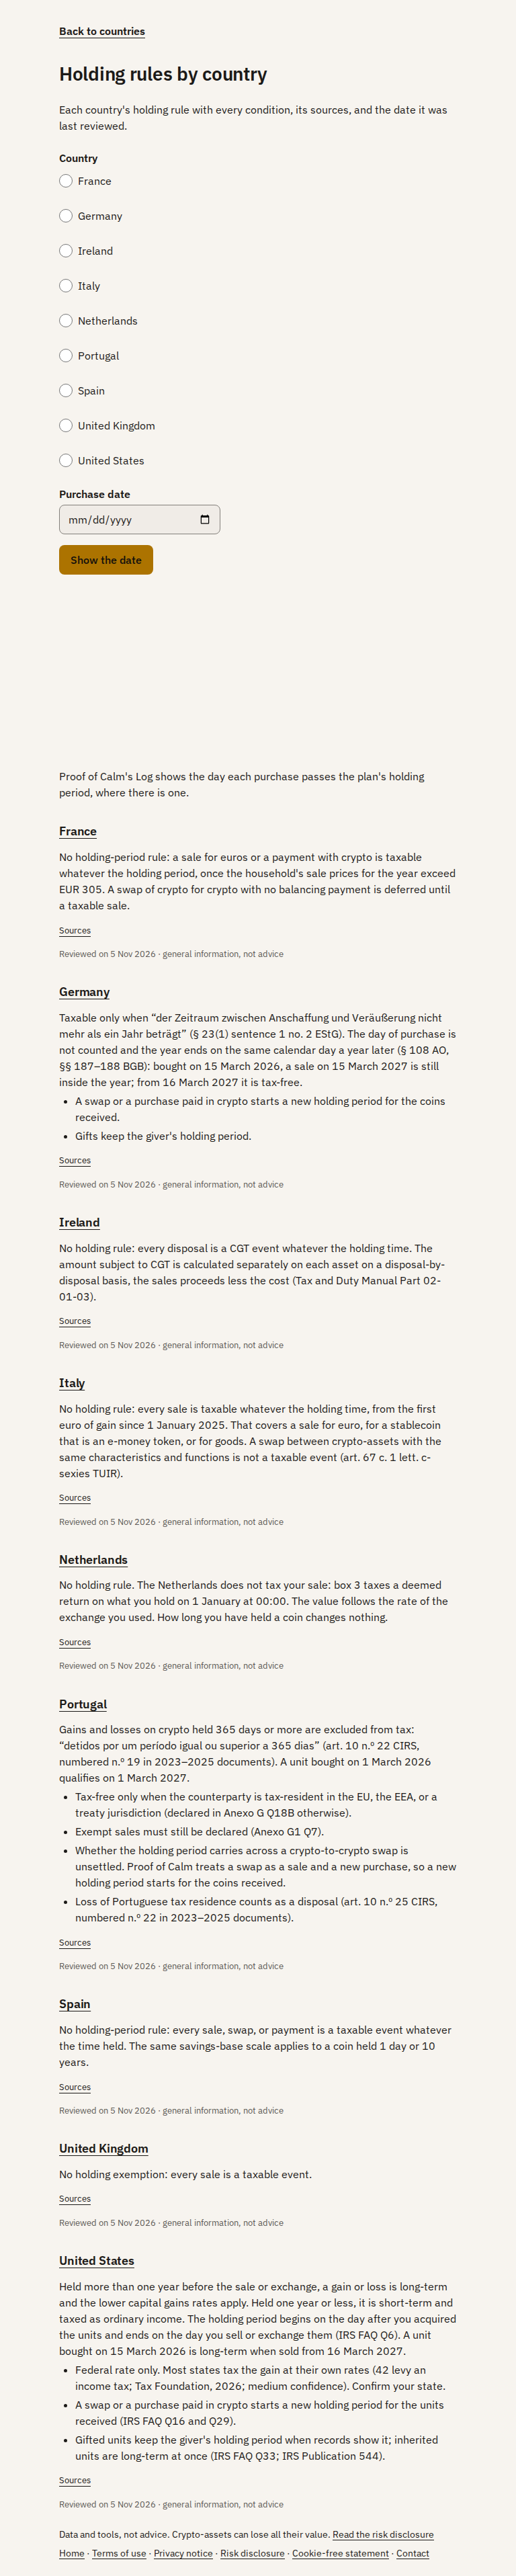 Back to countries
Holding rules by country
Each country's holding rule with every condition, its sources, and the date it was
last reviewed.
Country
France
Germany
Ireland
Italy
Netherlands
Portugal
Spain
United Kingdom
United States
Purchase date
mm/dd/yyyy
Show the date
Proof of Calm's Log shows the day each purchase passes the plan's holding
period, where there is one.
France
No holding-period rule: a sale for euros or a payment with crypto is taxable
whatever the holding period, once the household's sale prices for the year exceed
EUR 305. A swap of crypto for crypto with no balancing payment is deferred until
a taxable sale.
Sources
Reviewed on 5 Nov 2026 · general information, not advice
Germany
Taxable only when “der Zeitraum zwischen Anschaffung und Veräußerung nicht
mehr als ein Jahr beträgt” (§ 23(1) sentence 1 no. 2 EStG). The day of purchase is
not counted and the year ends on the same calendar day a year later (§ 108 AO,
§§ 187–188 BGB): bought on 15 March 2026, a sale on 15 March 2027 is still
inside the year; from 16 March 2027 it is tax-free.
• A swap or a purchase paid in crypto starts a new holding period for the coins
received.
• Gifts keep the giver's holding period.
Sources
Reviewed on 5 Nov 2026 · general information, not advice
Ireland
No holding rule: every disposal is a CGT event whatever the holding time. The
amount subject to CGT is calculated separately on each asset on a disposal-by-
disposal basis, the sales proceeds less the cost (Tax and Duty Manual Part 02-
01-03).
Sources
Reviewed on 5 Nov 2026 · general information, not advice
Italy
No holding rule: every sale is taxable whatever the holding time, from the first
euro of gain since 1 January 2025. That covers a sale for euro, for a stablecoin
that is an e-money token, or for goods. A swap between crypto-assets with the
same characteristics and functions is not a taxable event (art. 67 c. 1 lett. c-
sexies TUIR).
Sources
Reviewed on 5 Nov 2026 · general information, not advice
Netherlands
No holding rule. The Netherlands does not tax your sale: box 3 taxes a deemed
return on what you hold on 1 January at 00:00. The value follows the rate of the
exchange you used. How long you have held a coin changes nothing.
Sources
Reviewed on 5 Nov 2026 · general information, not advice
Portugal
Gains and losses on crypto held 365 days or more are excluded from tax:
“detidos por um período igual ou superior a 365 dias” (art. 10 n.º 22 CIRS,
numbered n.º 19 in 2023–2025 documents). A unit bought on 1 March 2026
qualifies on 1 March 2027.
• Tax-free only when the counterparty is tax-resident in the EU, the EEA, or a
treaty jurisdiction (declared in Anexo G Q18B otherwise).
• Exempt sales must still be declared (Anexo G1 Q7).
• Whether the holding period carries across a crypto-to-crypto swap is
unsettled. Proof of Calm treats a swap as a sale and a new purchase, so a new
holding period starts for the coins received.
• Loss of Portuguese tax residence counts as a disposal (art. 10 n.º 25 CIRS,
numbered n.º 22 in 2023–2025 documents).
Sources
Reviewed on 5 Nov 2026 · general information, not advice
Spain
No holding-period rule: every sale, swap, or payment is a taxable event whatever
the time held. The same savings-base scale applies to a coin held 1 day or 10
years.
Sources
Reviewed on 5 Nov 2026 · general information, not advice
United Kingdom
No holding exemption: every sale is a taxable event.
Sources
Reviewed on 5 Nov 2026 · general information, not advice
United States
Held more than one year before the sale or exchange, a gain or loss is long-term
and the lower capital gains rates apply. Held one year or less, it is short-term and
taxed as ordinary income. The holding period begins on the day after you acquired
the units and ends on the day you sell or exchange them (IRS FAQ Q6). A unit
bought on 15 March 2026 is long-term when sold from 16 March 2027.
• Federal rate only. Most states tax the gain at their own rates (42 levy an
income tax; Tax Foundation, 2026; medium confidence). Confirm your state.
• A swap or a purchase paid in crypto starts a new holding period for the units
received (IRS FAQ Q16 and Q29).
• Gifted units keep the giver's holding period when records show it; inherited
units are long-term at once (IRS FAQ Q33; IRS Publication 544).
Sources
Reviewed on 5 Nov 2026 · general information, not advice
Data and tools, not advice. Crypto-assets can lose all their value. Read the risk disclosure
Home · Terms of use · Privacy notice · Risk disclosure · Cookie-free statement · Contact